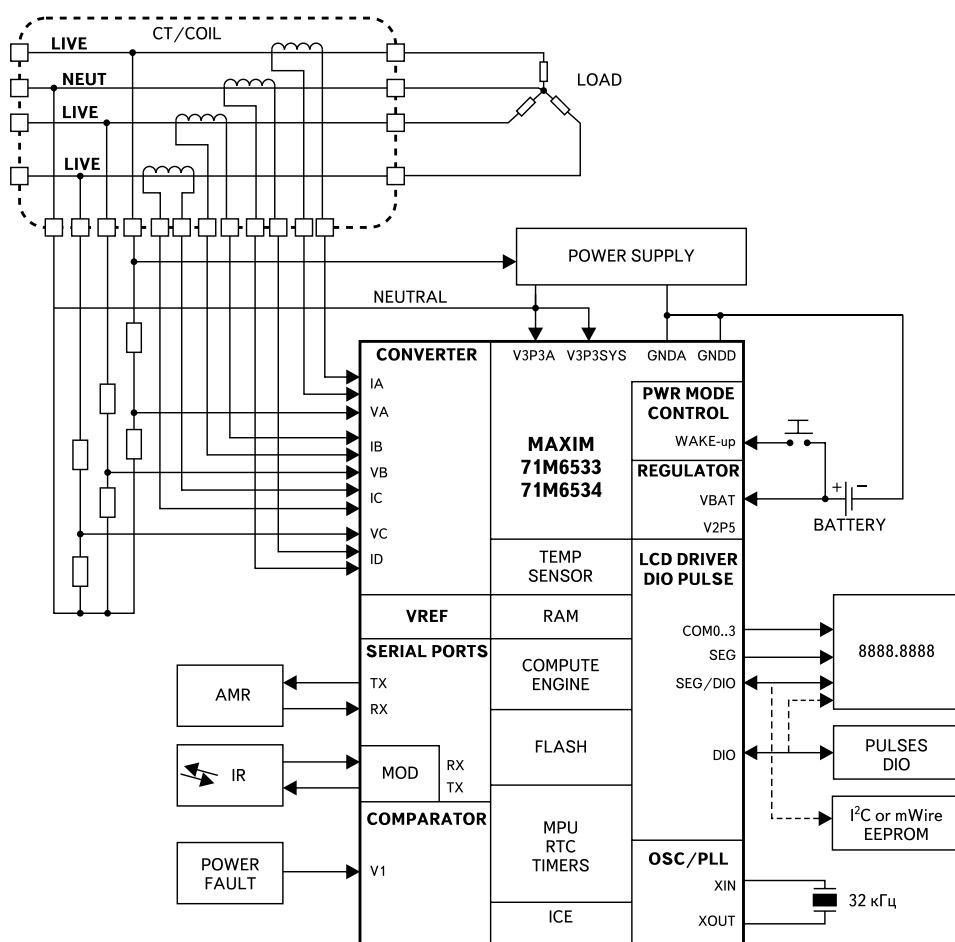 CT/COIL
LIVE
NEUT
LIVE
LIVE
LOAD
POWER SUPPLY
NEUTRAL
CONVERTER
V3P3A
V3P3SYS
GNDA
GNDD
IA
VA
IB
VB
IC
VC
ID
MAXIM
71M6533
71M6534
PWR MODE
CONTROL
WAKE-up
REGULATOR
VBAT
V2P5
+
−
BATTERY
TEMP
SENSOR
LCD DRIVER
DIO PULSE
VREF
RAM
COM0..3
SEG
SEG/DIO
DIO
8888.8888
SERIAL PORTS
TX
RX
AMR
COMPUTE
ENGINE
FLASH
PULSES
DIO
IR
MOD
RX
TX
I²C or mWire
EEPROM
COMPARATOR
V1
POWER
FAULT
MPU
RTC
TIMERS
ICE
OSC/PLL
XIN
XOUT
32 кГц